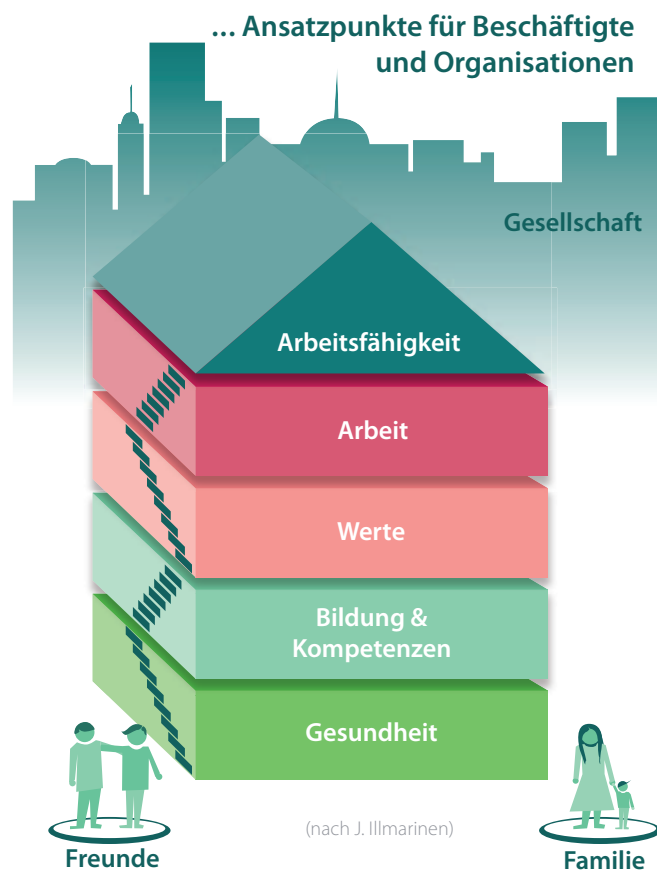 ... Ansatzpunkte für Beschäftigte
und Organisationen
Gesellschaft
Arbeitsfähigkeit
Arbeit
Werte
Bildung &
Kompetenzen
Gesundheit
(nach J. Illmarinen)
Freunde
Familie